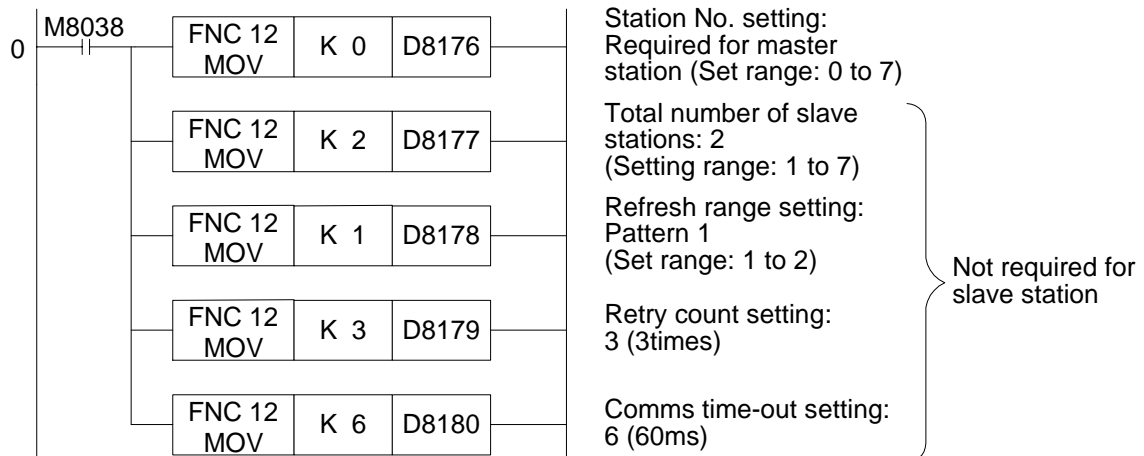 M8038
0
FNC 12
MOV
K 0
D8176
Station No. setting:
Required for master
station (Set range: 0 to 7)
FNC 12
MOV
K 2
D8177
Total number of slave
stations: 2
(Setting range: 1 to 7)
FNC 12
MOV
K 1
D8178
Refresh range setting:
Pattern 1
(Set range: 1 to 2)
Not required for
slave station
FNC 12
MOV
K 3
D8179
Retry count setting:
3 (3times)
FNC 12
MOV
K 6
D8180
Comms time-out setting:
6 (60ms)